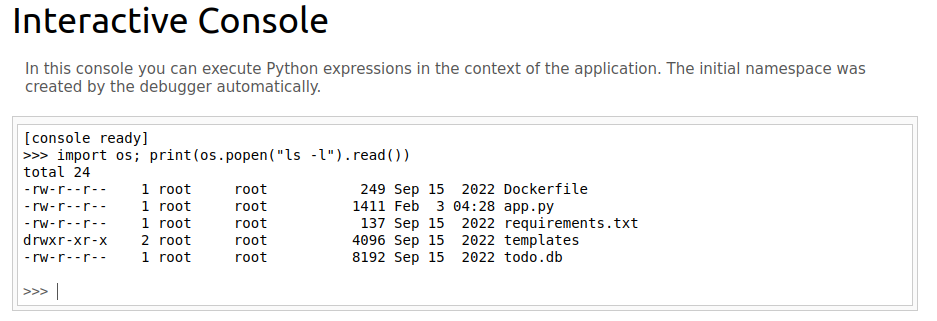 Interactive Console
In this console you can execute Python expressions in the context of the application. The initial namespace was
created by the debugger automatically.
[console ready]
>>> import os; print(os.popen("ls -l").read())
total 24
-rw-r--r--    1 root     root           249 Sep 15  2022 Dockerfile
-rw-r--r--    1 root     root          1411 Feb  3 04:28 app.py
-rw-r--r--    1 root     root           137 Sep 15  2022 requirements.txt
drwxr-xr-x    2 root     root          4096 Sep 15  2022 templates
-rw-r--r--    1 root     root          8192 Sep 15  2022 todo.db
>>>